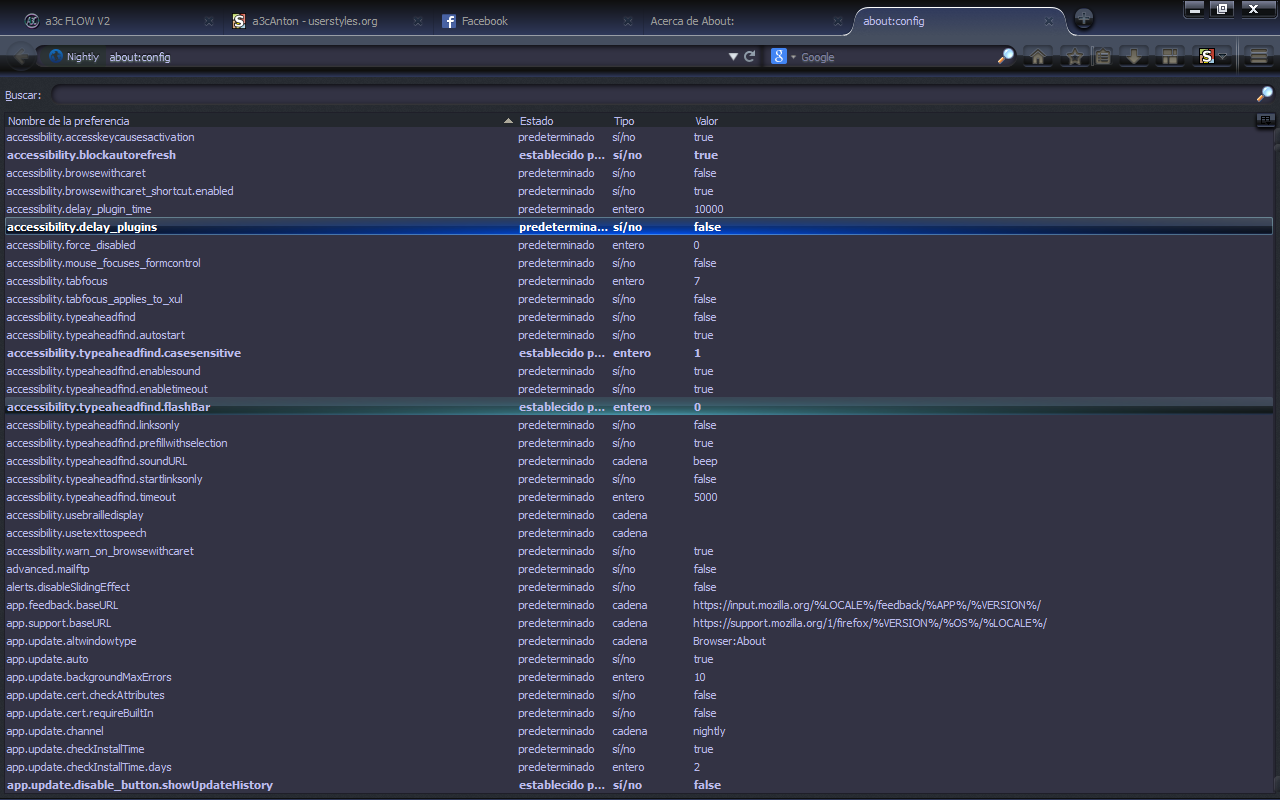 a3c FLOW V2 a3cAnton - userstyles.org Facebook Acerca de About: about:config
Nightly about:config Google
Buscar:
Nombre de la preferencia Estado Tipo Valor
accessibility.accesskeycausesactivation predeterminado sí/no true
accessibility.blockautorefresh establecido p... sí/no true
accessibility.browsewithcaret predeterminado sí/no false
accessibility.browsewithcaret_shortcut.enabled predeterminado sí/no true
accessibility.delay_plugin_time predeterminado entero 10000
accessibility.delay_plugins predetermina... sí/no false
accessibility.force_disabled predeterminado entero 0
accessibility.mouse_focuses_formcontrol predeterminado sí/no false
accessibility.tabfocus predeterminado entero 7
accessibility.tabfocus_applies_to_xul predeterminado sí/no false
accessibility.typeaheadfind predeterminado sí/no false
accessibility.typeaheadfind.autostart predeterminado sí/no true
accessibility.typeaheadfind.casesensitive establecido p... entero 1
accessibility.typeaheadfind.enablesound predeterminado sí/no true
accessibility.typeaheadfind.enabletimeout predeterminado sí/no true
accessibility.typeaheadfind.flashBar establecido p... entero 0
accessibility.typeaheadfind.linksonly predeterminado sí/no false
accessibility.typeaheadfind.prefillwithselection predeterminado sí/no true
accessibility.typeaheadfind.soundURL predeterminado cadena beep
accessibility.typeaheadfind.startlinksonly predeterminado sí/no false
accessibility.typeaheadfind.timeout predeterminado entero 5000
accessibility.usebrailledisplay predeterminado cadena
accessibility.usetexttospeech predeterminado cadena
accessibility.warn_on_browsewithcaret predeterminado sí/no true
advanced.mailftp predeterminado sí/no false
alerts.disableSlidingEffect predeterminado sí/no false
app.feedback.baseURL predeterminado cadena https://input.mozilla.org/%LOCALE%/feedback/%APP%/%VERSION%/
app.support.baseURL predeterminado cadena https://support.mozilla.org/1/firefox/%VERSION%/%OS%/%LOCALE%/
app.update.altwindowtype predeterminado cadena Browser:About
app.update.auto predeterminado sí/no true
app.update.backgroundMaxErrors predeterminado entero 10
app.update.cert.checkAttributes predeterminado sí/no false
app.update.cert.requireBuiltIn predeterminado sí/no false
app.update.channel predeterminado cadena nightly
app.update.checkInstallTime predeterminado sí/no true
app.update.checkInstallTime.days predeterminado entero 2
app.update.disable_button.showUpdateHistory establecido p... sí/no false